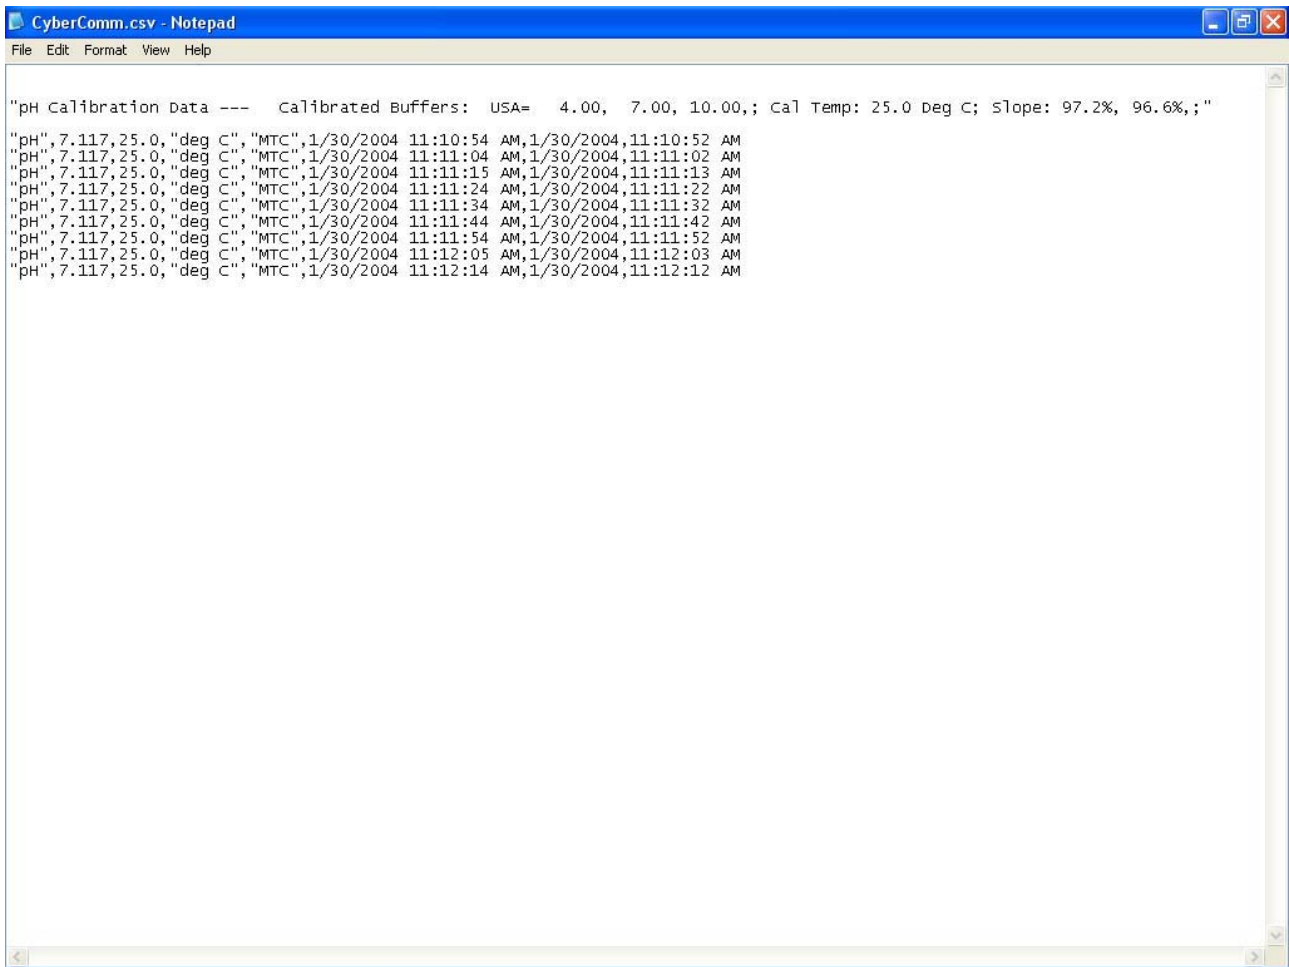 CyberComm.csv - Notepad
File Edit Format View Help
"pH Calibration Data ---   Calibrated Buffers:  USA=   4.00,  7.00, 10.00,; Cal Temp: 25.0 Deg C; Slope: 97.2%, 96.6%,;"
"pH",7.117,25.0,"deg C","MTC",1/30/2004 11:10:54 AM,1/30/2004,11:10:52 AM
"pH",7.117,25.0,"deg C","MTC",1/30/2004 11:11:04 AM,1/30/2004,11:11:02 AM
"pH",7.117,25.0,"deg C","MTC",1/30/2004 11:11:15 AM,1/30/2004,11:11:13 AM
"pH",7.117,25.0,"deg C","MTC",1/30/2004 11:11:24 AM,1/30/2004,11:11:22 AM
"pH",7.117,25.0,"deg C","MTC",1/30/2004 11:11:34 AM,1/30/2004,11:11:32 AM
"pH",7.117,25.0,"deg C","MTC",1/30/2004 11:11:44 AM,1/30/2004,11:11:42 AM
"pH",7.117,25.0,"deg C","MTC",1/30/2004 11:11:54 AM,1/30/2004,11:11:52 AM
"pH",7.117,25.0,"deg C","MTC",1/30/2004 11:12:05 AM,1/30/2004,11:12:03 AM
"pH",7.117,25.0,"deg C","MTC",1/30/2004 11:12:14 AM,1/30/2004,11:12:12 AM